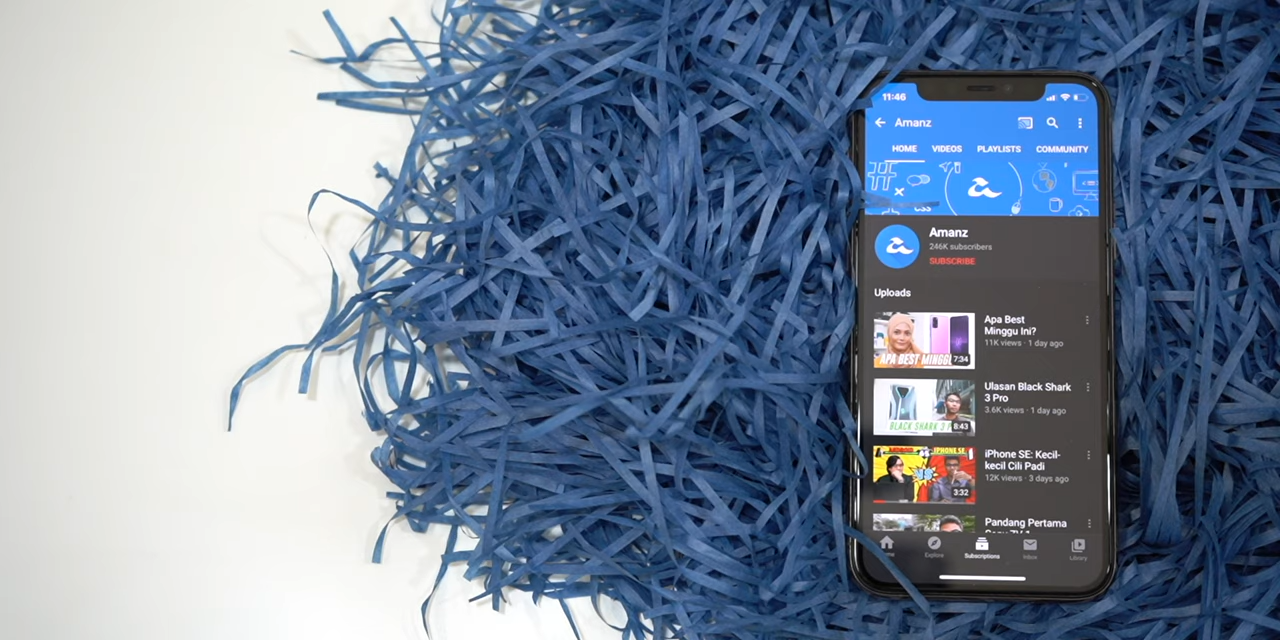 11:46
Amanz
HOME VIDEOS PLAYLISTS COMMUNITY
#
CSS
Amanz
246K subscribers
SUBSCRIBE
Uploads
Apa Best
Minggu Ini?
11K views · 1 day ago
APA BEST MINGGU
7:34
Ulasan Black Shark
3 Pro
3.6K views · 1 day ago
BLACK SHARK 3 P
8:43
iPhone SE: Kecil-
kecil Cili Padi
12K views · 3 days ago
IPHONE SE
VS
3:32
Pandang Pertama
Home Explore Subscriptions Inbox Library